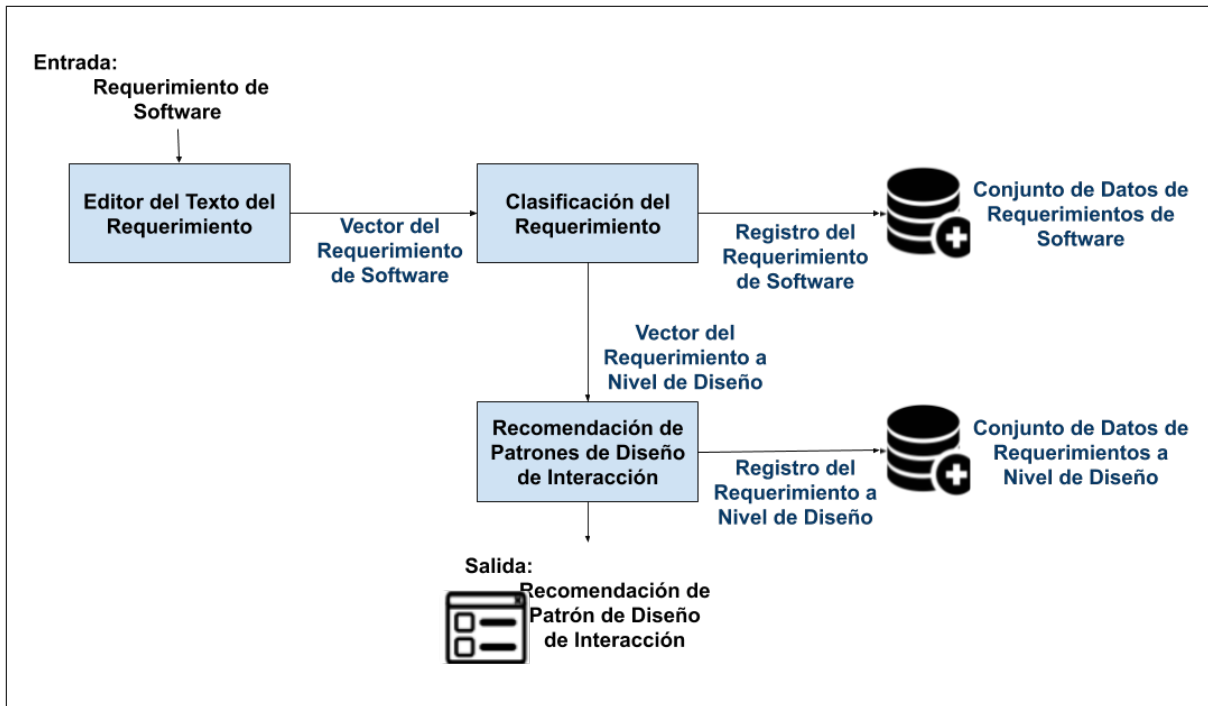 Entrada:
Requerimiento de
Software
Editor del Texto del
Requerimiento
Vector del
Requerimiento
de Software
Clasificación del
Requerimiento
Registro del
Requerimiento
de Software
Conjunto de Datos de
Requerimientos de
Software
Vector del
Requerimiento a
Nivel de Diseño
Recomendación de
Patrones de Diseño
de Interacción
Registro del
Requerimiento a
Nivel de Diseño
Conjunto de Datos de
Requerimientos a
Nivel de Diseño
Salida:
Recomendación de
Patrón de Diseño
de Interacción